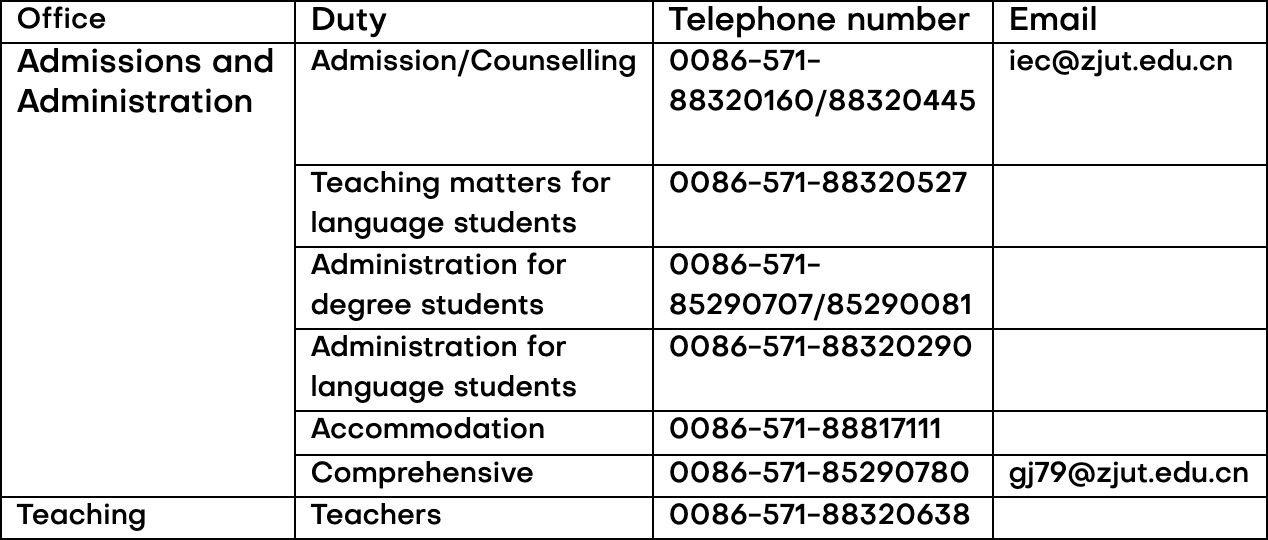 Office Duty Telephone number Email
Admissions and Administration Admission/Counselling 0086-571-88320160/88320445 iec@zjut.edu.cn
Teaching matters for language students 0086-571-88320527
Administration for degree students 0086-571-85290707/85290081
Administration for language students 0086-571-88320290
Accommodation 0086-571-88817111
Comprehensive 0086-571-85290780 gj79@zjut.edu.cn
Teaching Teachers 0086-571-88320638